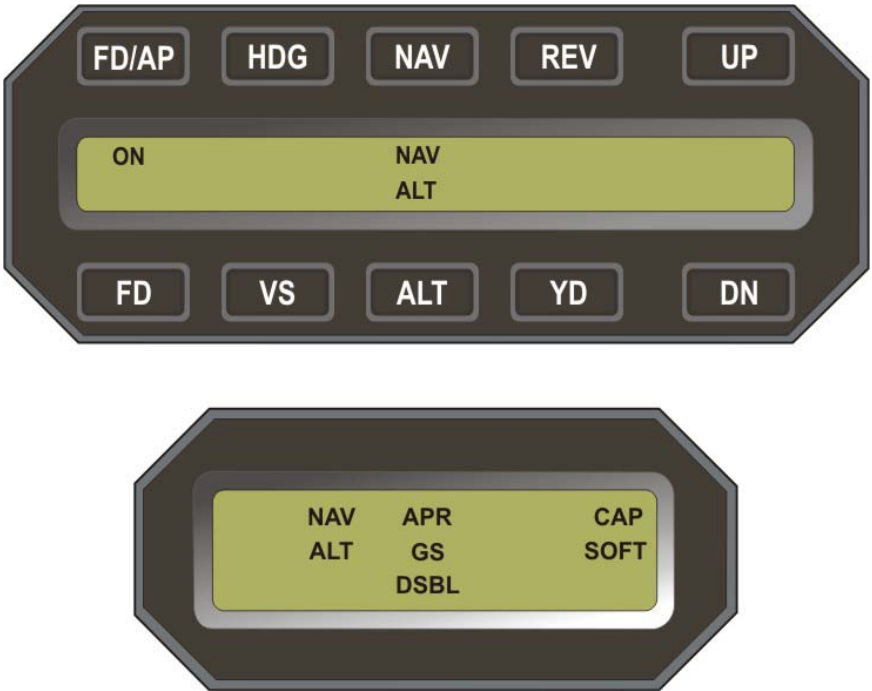 FD/AP HDG NAV REV UP
ON NAV
ALT
FD VS ALT YD DN
NAV APR CAP
ALT GS SOFT
DSBL